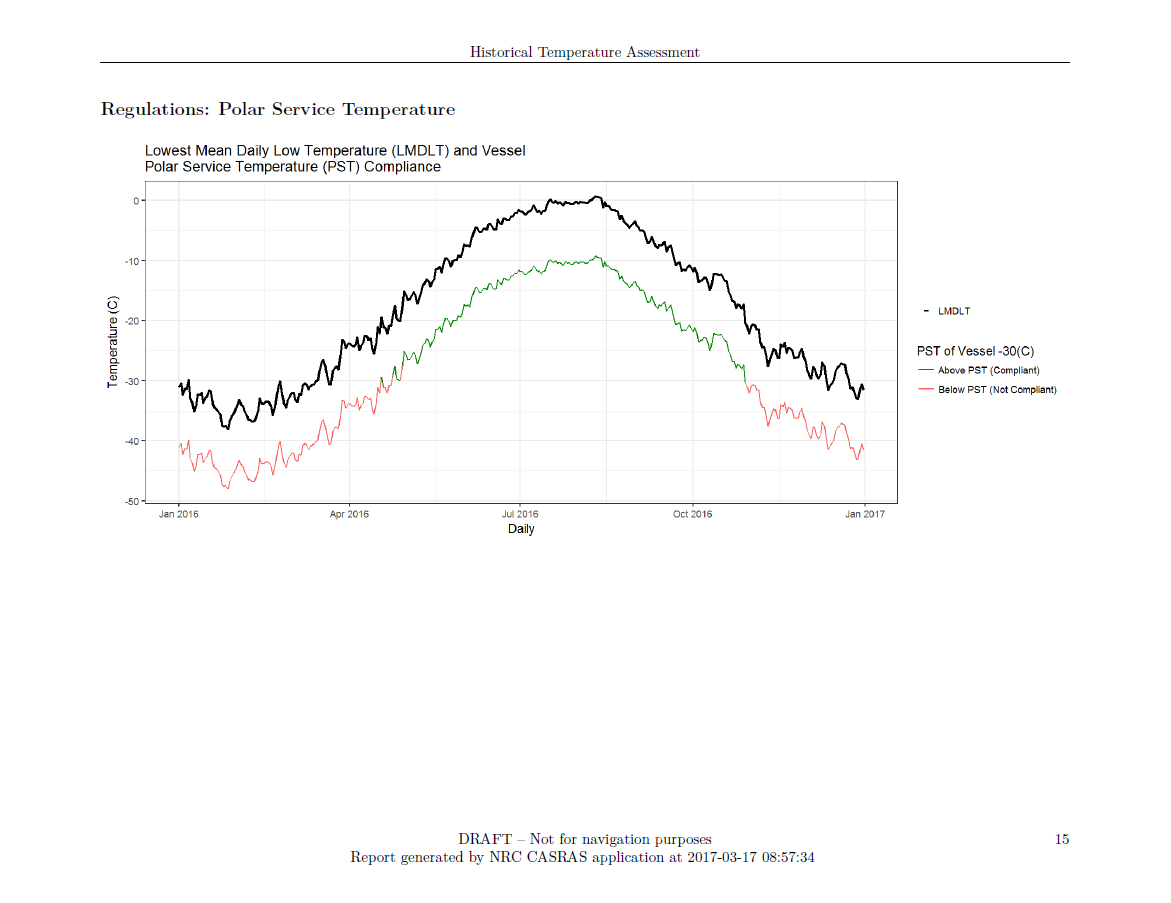 Historical Temperature Assessment
Regulations: Polar Service Temperature
Lowest Mean Daily Low Temperature (LMDLT) and Vessel
Polar Service Temperature (PST) Compliance
Temperature (C)
0
-10
-20
-30
-40
-50
Jan 2016
Apr 2016
Jul 2016
Oct 2016
Jan 2017
Daily
LMDLT
PST of Vessel -30(C)
Above PST (Compliant)
Below PST (Not Compliant)
DRAFT – Not for navigation purposes
15
Report generated by NRC CASRAS application at 2017-03-17 08:57:34